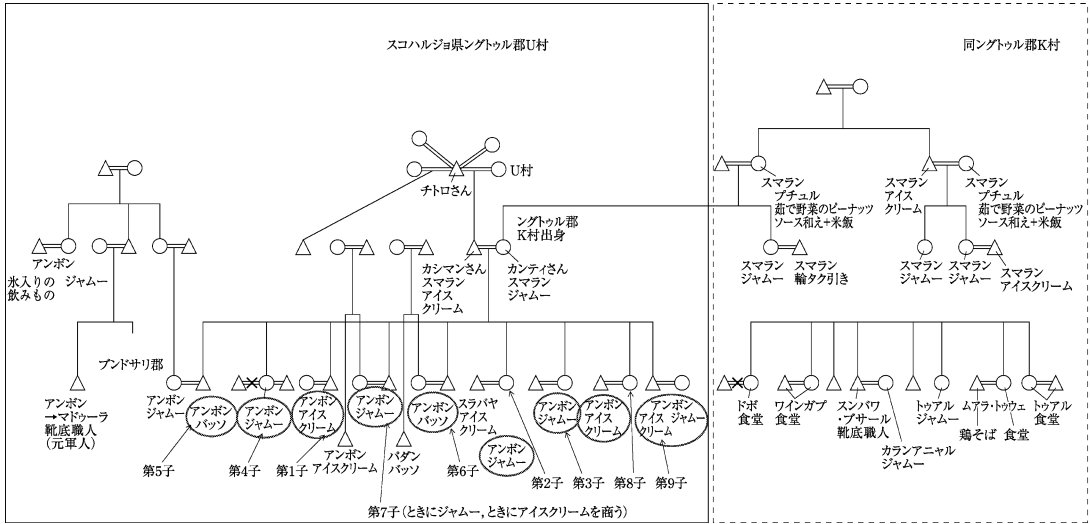 スコハルジョ県ングトゥル郡U村
同ングトゥル郡K村
U村
チトロさん
スマラン
プチュル
茹で野菜のピーナッツ
ソース和え+米飯
スマラン
アイス
クリーム
スマラン
プチュル
茹で野菜のピーナッツ
ソース和え+米飯
ングトゥル郡
K村出身
アンボン
氷入りの
飲みもの
ジャムー
カシマンさん
スマラン
アイス
クリーム
カンティさん
スマラン
ジャムー
スマラン
ジャムー
スマラン
輪タク引き
スマラン
ジャムー
スマラン
ジャムー
スマラン
アイスクリーム
ブンドサリ郡
アンボン
→マドゥーラ
靴底職人
(元軍人)
アンボン
ジャムー
アンボン
バッソ
アンボン
ジャムー
アンボン
アイス
クリーム
アンボン
アイスクリーム
アンボン
ジャムー
パダン
バッソ
アンボン
バッソ
スラバヤ
アイス
クリーム
アンボン
ジャムー
アンボン
ジャムー
アンボン
アイス
クリーム
アンボン
アイス ジャムー
クリーム
ドボ
食堂
ワインガプ
食堂
スンバワ
・ブサール
靴底職人
カランアニャル
ジャムー
トゥアル
ジャムー
ムアラ・トゥウェ
鶏そば 食堂
トゥアル
食堂
第5子
第4子
第1子
第6子
第2子
第3子
第8子
第9子
第7子(ときにジャムー,ときにアイスクリームを商う)